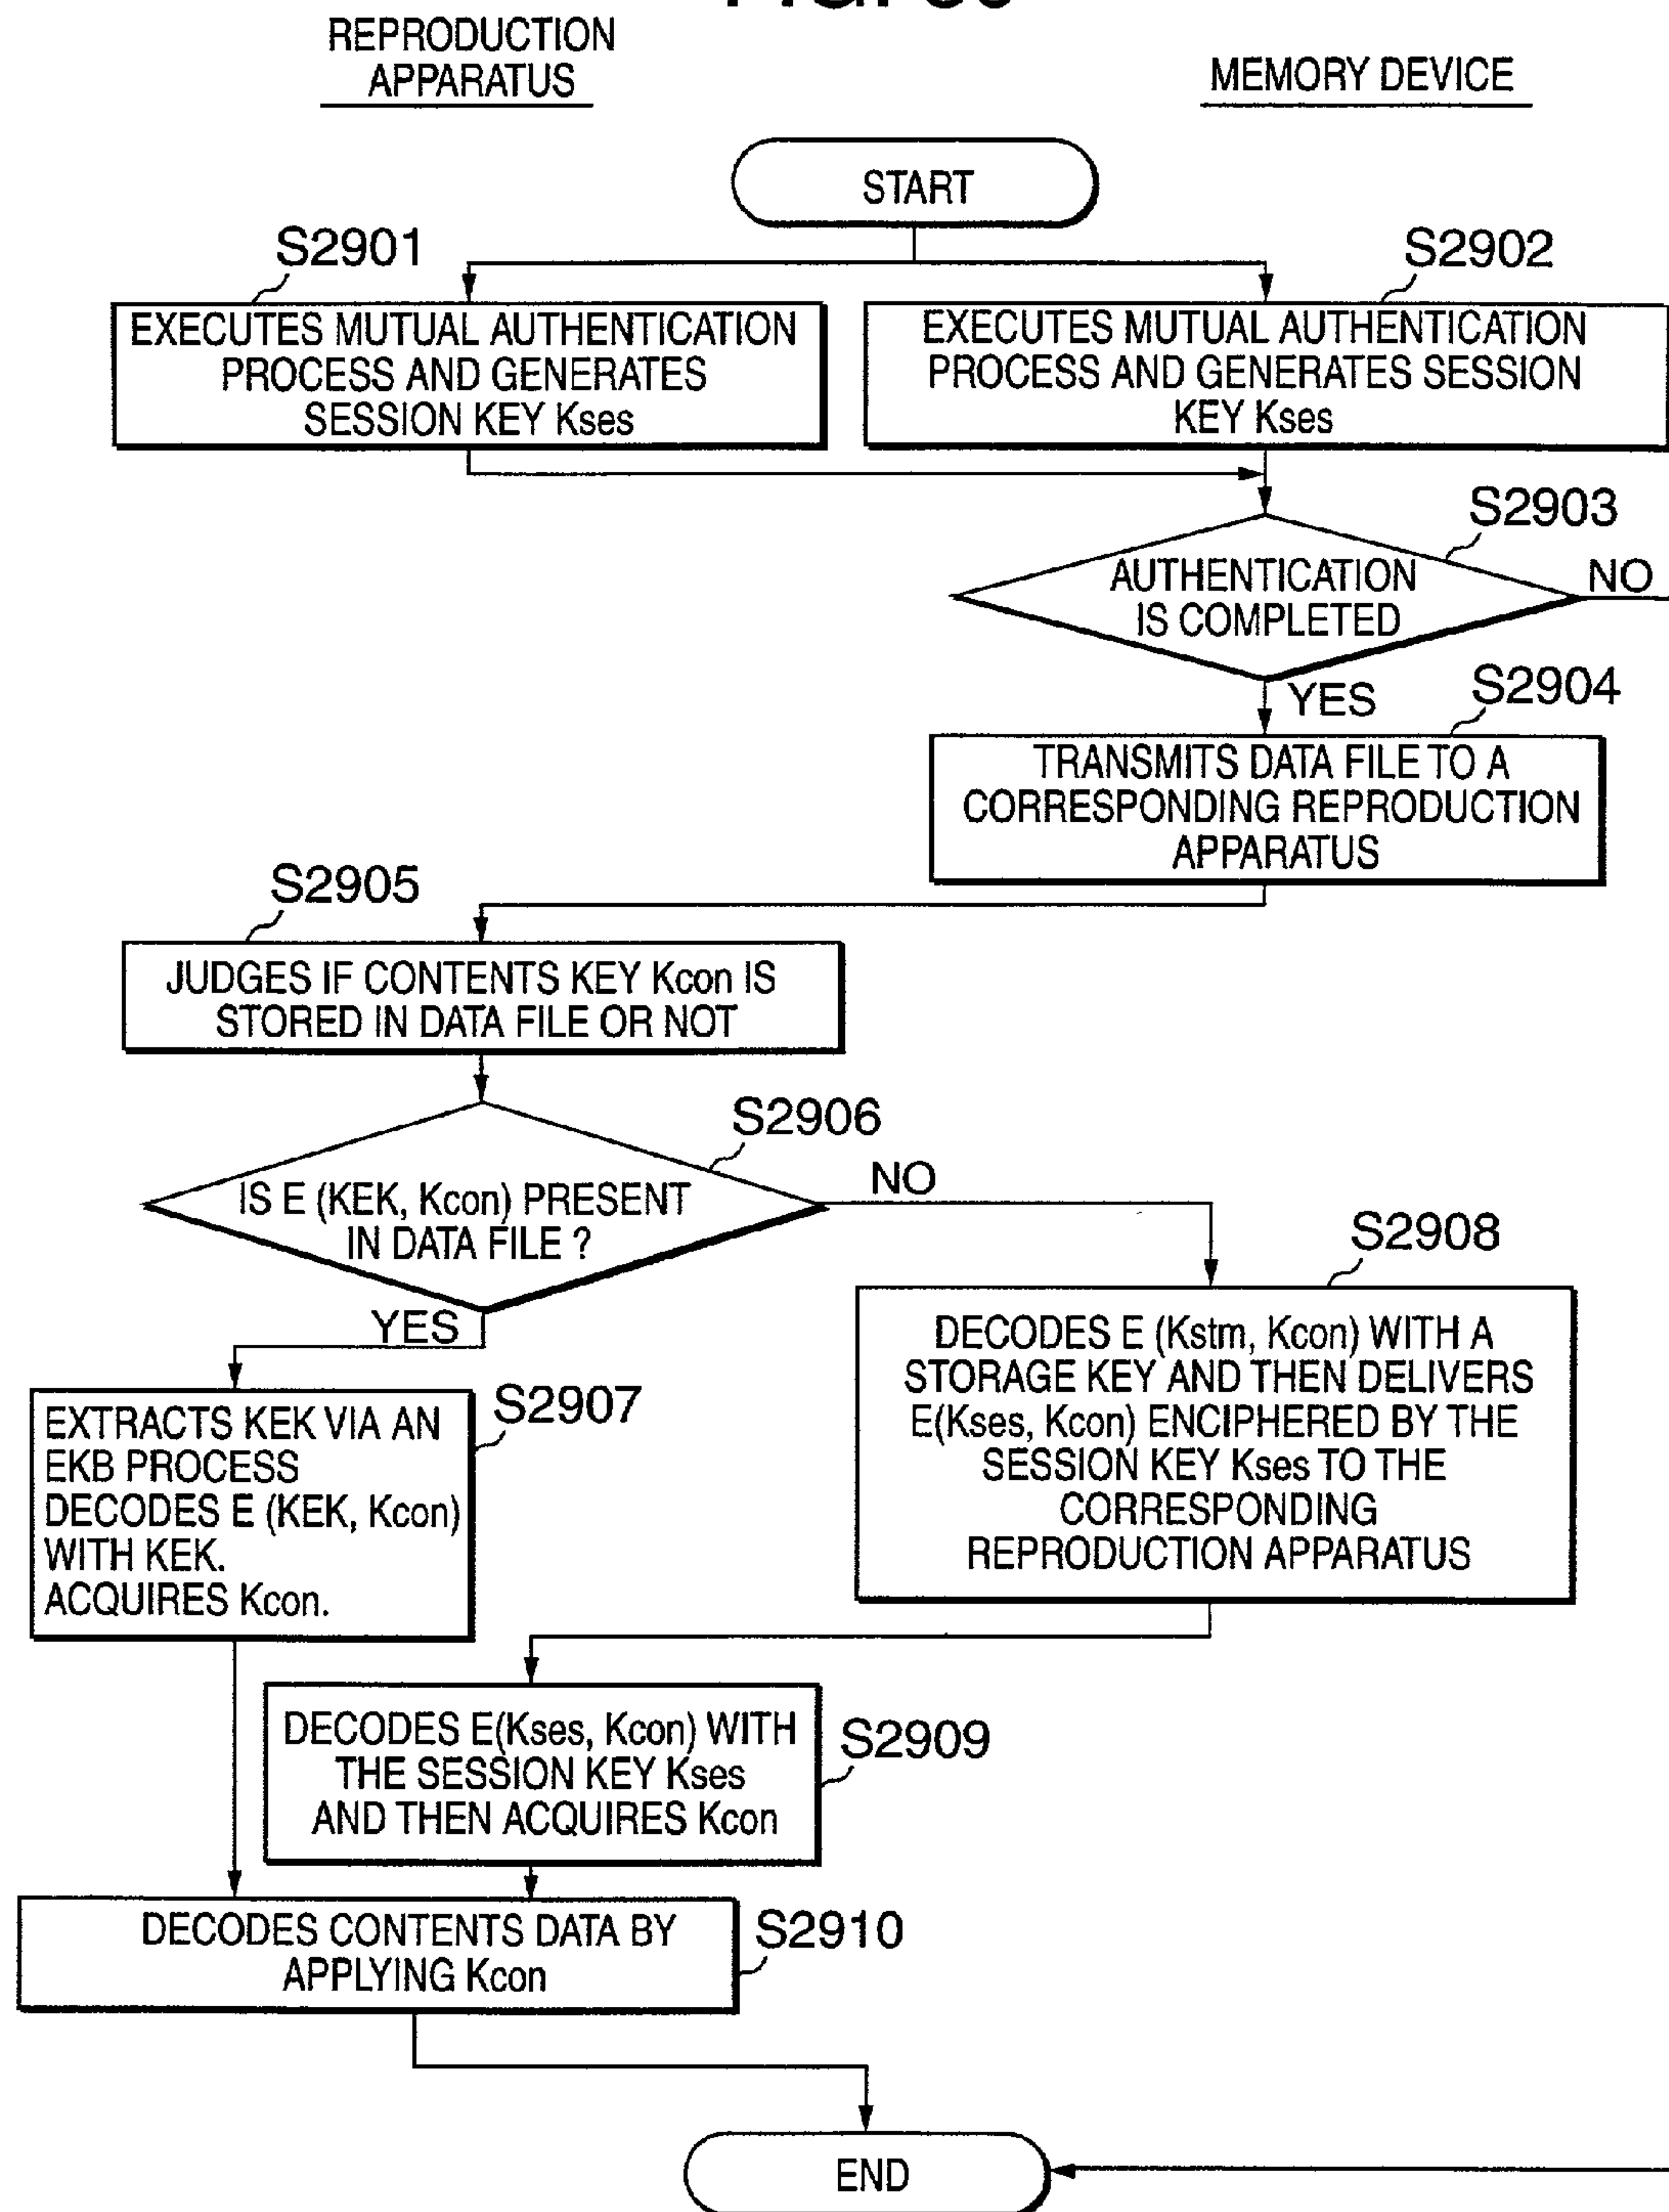 REPRODUCTION
APPARATUS
MEMORY DEVICE
START
S2901
S2902
EXECUTES MUTUAL AUTHENTICATION
PROCESS AND GENERATES
SESSION KEY Kses
EXECUTES MUTUAL AUTHENTICATION
PROCESS AND GENERATES SESSION
KEY Kses
S2903
AUTHENTICATION
IS COMPLETED
NO
YES
S2904
TRANSMITS DATA FILE TO A
CORRESPONDING REPRODUCTION
APPARATUS
S2905
JUDGES IF CONTENTS KEY Kcon IS
STORED IN DATA FILE OR NOT
S2906
IS E (KEK, Kcon) PRESENT
IN DATA FILE ?
NO
YES
S2908
DECODES E (Kstm, Kcon) WITH A
STORAGE KEY AND THEN DELIVERS
E(Kses, Kcon) ENCIPHERED BY THE
SESSION KEY Kses TO THE
CORRESPONDING
REPRODUCTION APPARATUS
S2907
EXTRACTS KEK VIA AN
EKB PROCESS
DECODES E (KEK, Kcon)
WITH KEK.
ACQUIRES Kcon.
DECODES E(Kses, Kcon) WITH
THE SESSION KEY Kses
AND THEN ACQUIRES Kcon
S2909
DECODES CONTENTS DATA BY
APPLYING Kcon
S2910
END